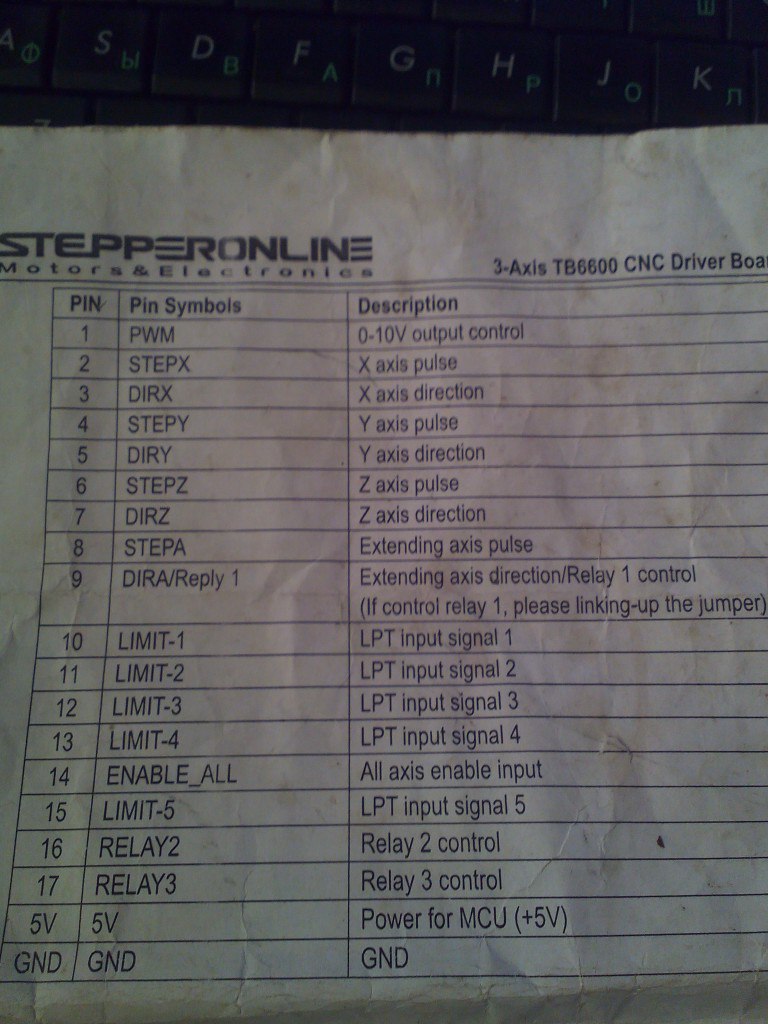 A Ф S Ы D В F А G П H Р J О K Л
STEPPERONLINE
Motors&Electronics
3-Axis TB6600 CNC Driver
PIN Pin Symbols Description
1 PWM 0-10V output control
2 STEPX X axis pulse
3 DIRX X axis direction
4 STEPY Y axis pulse
5 DIRY Y axis direction
6 STEPZ Z axis pulse
7 DIRZ Z axis direction
8 STEPA Extending axis pulse
9 DIRA/Reply 1 Extending axis direction/Relay 1 control
(If control relay 1, please linking-up the jumper)
10 LIMIT-1 LPT input signal 1
11 LIMIT-2 LPT input signal 2
12 LIMIT-3 LPT input signal 3
13 LIMIT-4 LPT input signal 4
14 ENABLE_ALL All axis enable input
15 LIMIT-5 LPT input signal 5
16 RELAY2 Relay 2 control
17 RELAY3 Relay 3 control
5V 5V Power for MCU (+5V)
GND GND GND